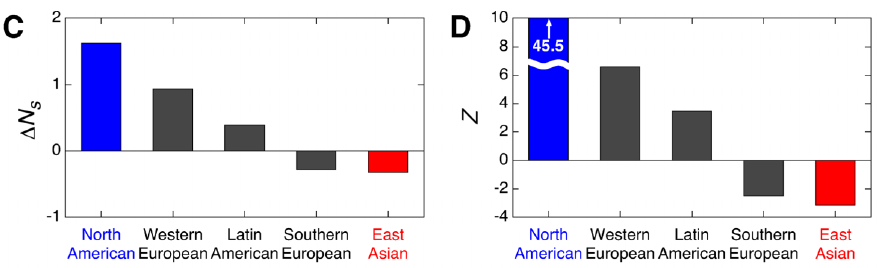 C
2
1
0
-1
ΔNs
North American
Western European
Latin American
Southern European
East Asian
D
10
8
6
4
2
0
-2
-4
Z
45.5
North American
Western European
Latin American
Southern European
East Asian